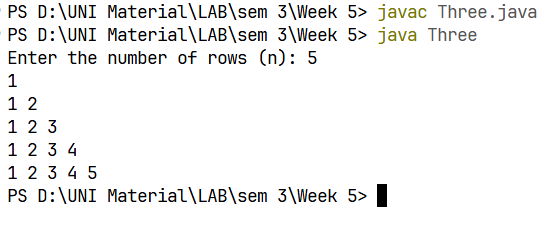 PS D:\UNI Material\LAB\sem 3\Week 5> javac Three.java
PS D:\UNI Material\LAB\sem 3\Week 5> java Three
Enter the number of rows (n): 5
1
1 2
1 2 3
1 2 3 4
1 2 3 4 5
PS D:\UNI Material\LAB\sem 3\Week 5>